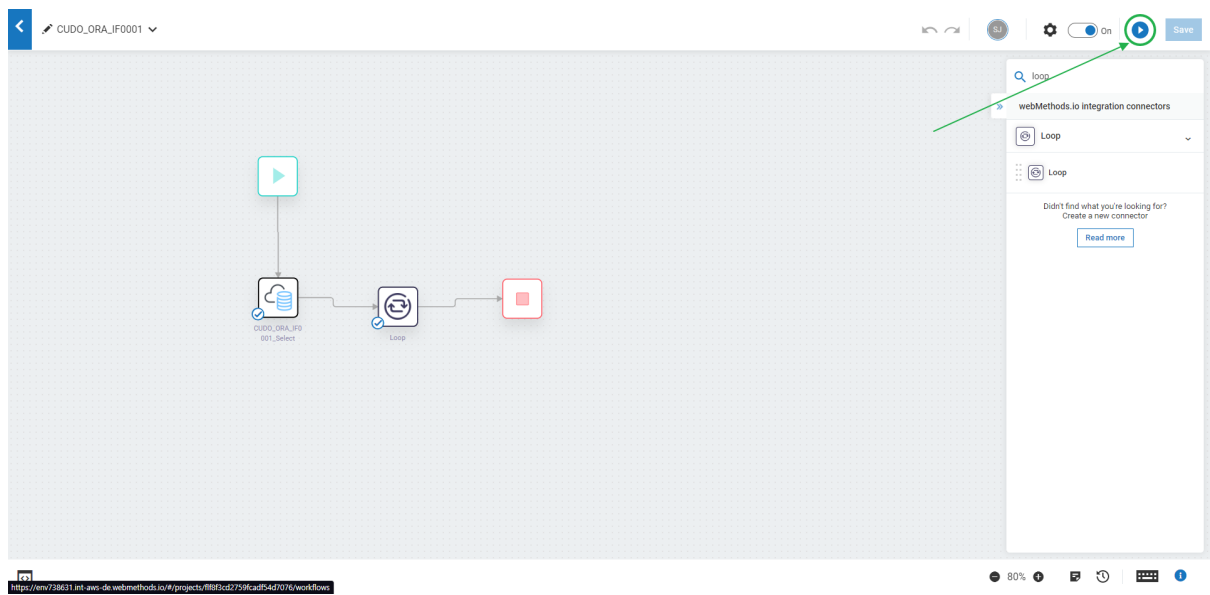 CUDO_ORA_IF0001
SJ
On
Save
loop
webMethods.io integration connectors
Loop
Loop
Didn't find what you're looking for?
Create a new connector
Read more
CUDO_ORA_IF0
001_Select
Loop
80%
https://env738631.int-aws-de.webmethods.io/#/projects/flf8f3cd2759fcadf54d7076/workflows